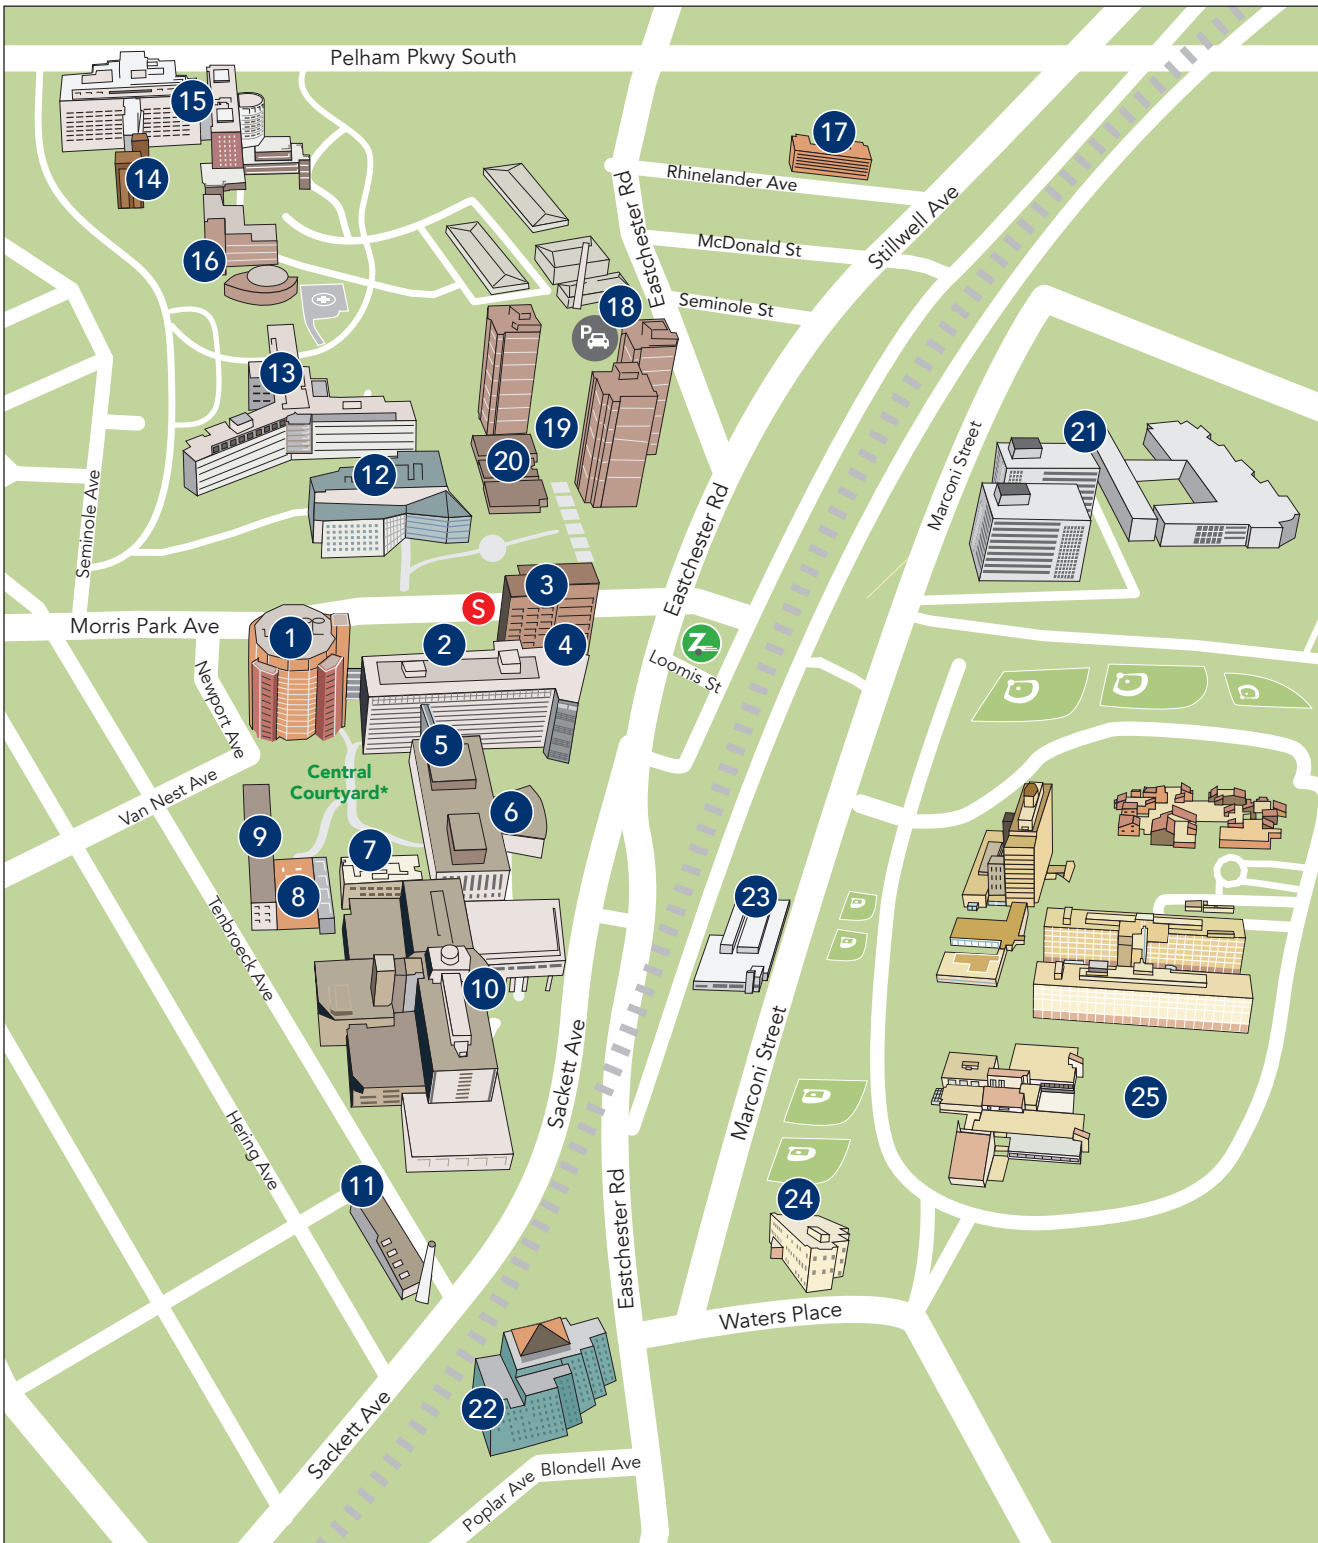 Pelham Pkwy South
15
17
14
Rhinelander Ave
Eastchester Rd
Stillwell Ave
McDonald St
16
Seminole St
18
P
13
19
21
20
12
Marconi Street
Seminole Ave
Eastchester Rd
3
S
Morris Park Ave
1
2
4
Z
Loomis St
Newport Ave
5
Central
Courtyard*
Van Nest Ave
6
9
7
8
23
Tenbroeck Ave
10
Sackett Ave
Marconi Street
25
Hering Ave
11
24
Eastchester Rd
Waters Place
22
Sackett Ave
Blondell Ave
Poplar Ave